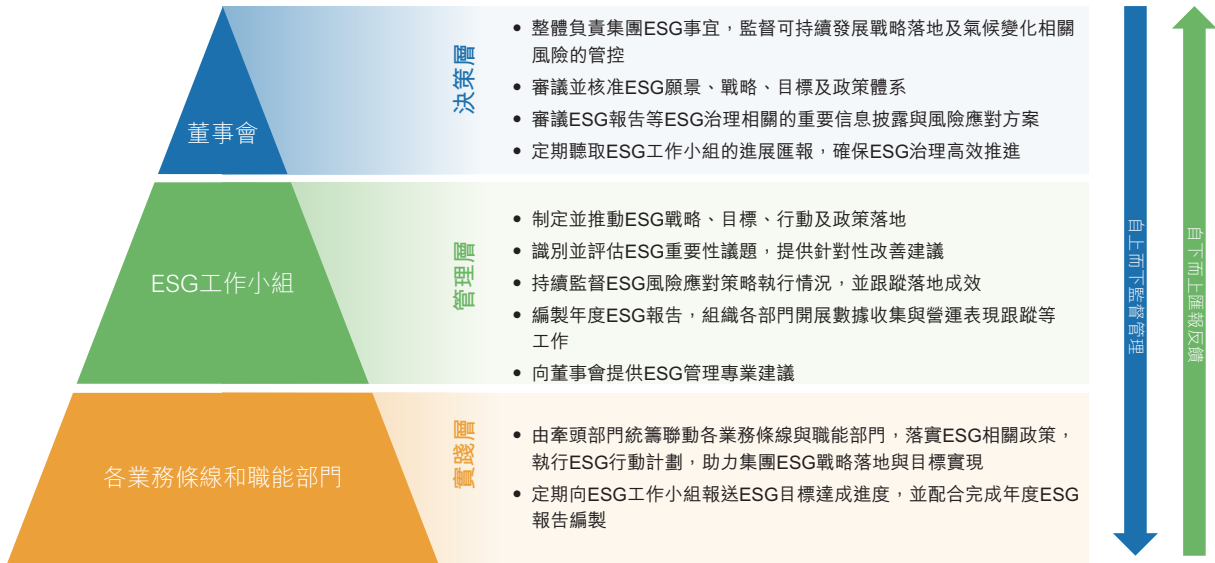 董事會
決策層
• 整體負責集團ESG事宜，監督可持續發展戰略落地及氣候變化相關
風險的管控
• 審議並核准ESG願景、戰略、目標及政策體系
• 審議ESG報告等ESG治理相關的重要信息披露與風險應對方案
• 定期聽取ESG工作小組的進展匯報，確保ESG治理高效推進
ESG工作小組
管理層
• 制定並推動ESG戰略、目標、行動及政策落地
• 識別並評估ESG重要性議題，提供針對性改善建議
• 持續監督ESG風險應對策略執行情況，並跟蹤落地成效
• 編製年度ESG報告，組織各部門開展數據收集與營運表現跟蹤等
工作
• 向董事會提供ESG管理專業建議
各業務條線和職能部門
實踐層
• 由牽頭部門統籌聯動各業務條線與職能部門，落實ESG相關政策，
執行ESG行動計劃，助力集團ESG戰略落地與目標實現
• 定期向ESG工作小組報送ESG目標達成進度，並配合完成年度ESG
報告編製
自上而下監督管理
自下而上匯報反饋